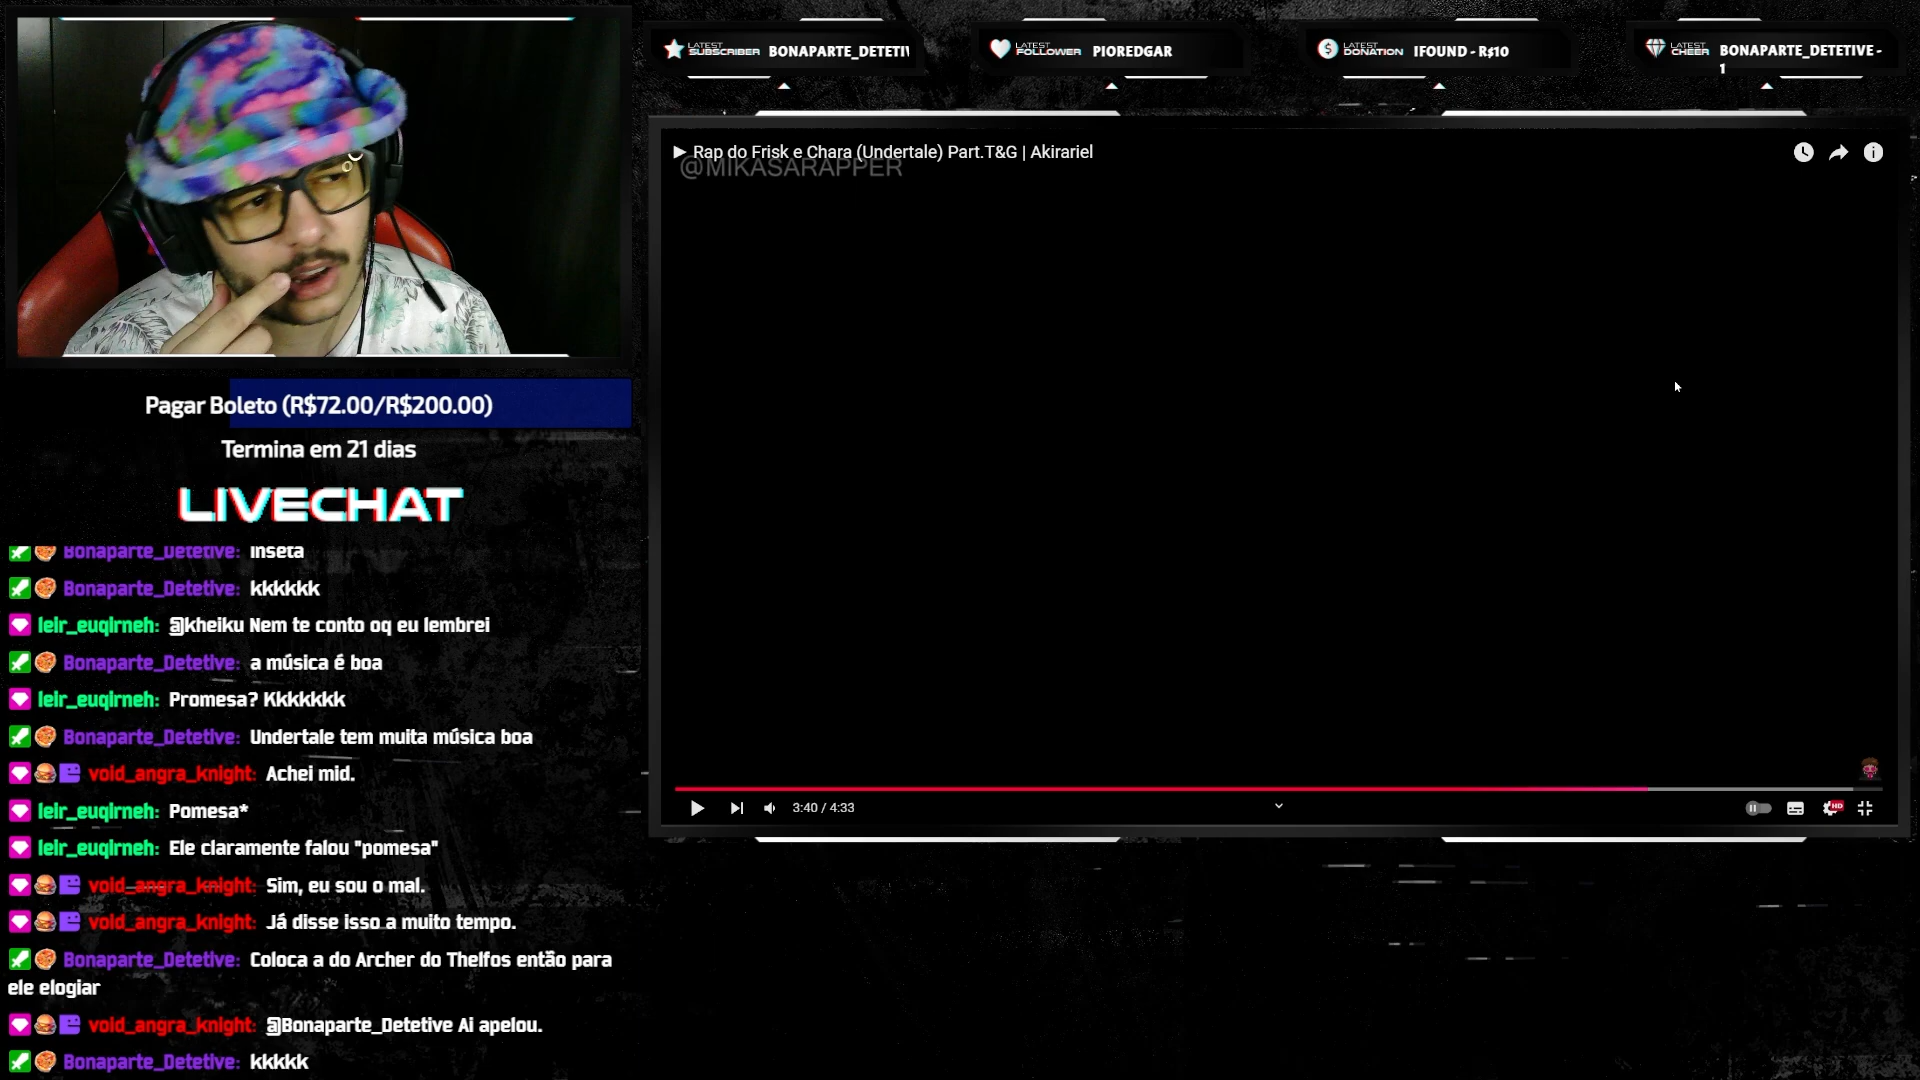 LATEST SUBSCRIBER BONAPARTE_DETETIV
LATEST FOLLOWER PIOREDGAR
LATEST DONATION IFOUND - R$10
LATEST CHEER BONAPARTE_DETETIVE - 1
▶ Rap do Frisk e Chara (Undertale) Part.T&G | Akirariel
@MIKASARAPPER
Pagar Boleto (R$72.00/R$200.00)
Termina em 21 dias
LIVECHAT
Bonaparte_Detetive: Inseta
Bonaparte_Detetive: kkkkkk
leir_euqirneh: @kheiku Nem te conto oq eu lembrei
Bonaparte_Detetive: a música é boa
leir_euqirneh: Promesa? Kkkkkkk
Bonaparte_Detetive: Undertale tem muita música boa
void_angra_knight: Achei mid.
leir_euqirneh: Pomesa*
leir_euqirneh: Ele claramente falou "pomesa"
void_angra_knight: Sim, eu sou o mal.
void_angra_knight: Já disse isso a muito tempo.
Bonaparte_Detetive: Coloca a do Archer do Thelfos então para
ele elogiar
void_angra_knight: @Bonaparte_Detetive Ai apelou.
Bonaparte_Detetive: kkkkk
3:40 / 4:33
HD